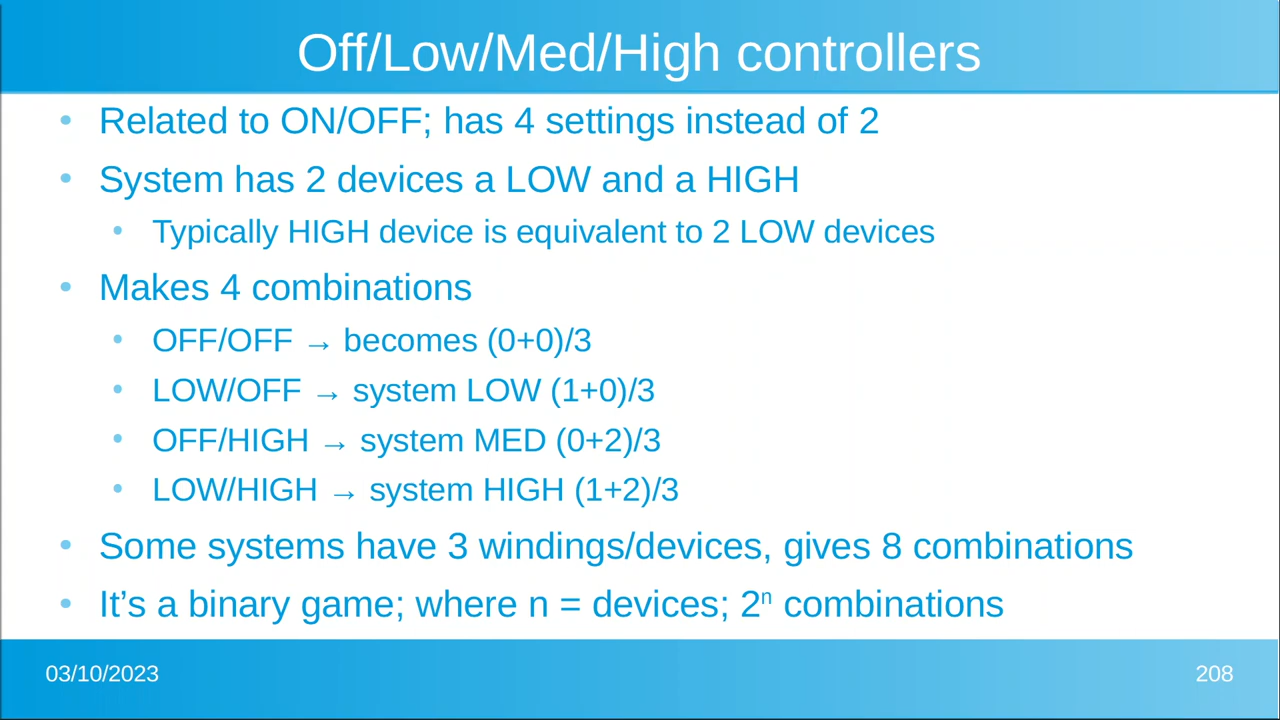 Off/Low/Med/High controllers
• Related to ON/OFF; has 4 settings instead of 2
• System has 2 devices a LOW and a HIGH
• Typically HIGH device is equivalent to 2 LOW devices
• Makes 4 combinations
• OFF/OFF → becomes (0+0)/3
• LOW/OFF → system LOW (1+0)/3
• OFF/HIGH → system MED (0+2)/3
• LOW/HIGH → system HIGH (1+2)/3
• Some systems have 3 windings/devices, gives 8 combinations
• It’s a binary game; where n = devices; 2ⁿ combinations
03/10/2023
208